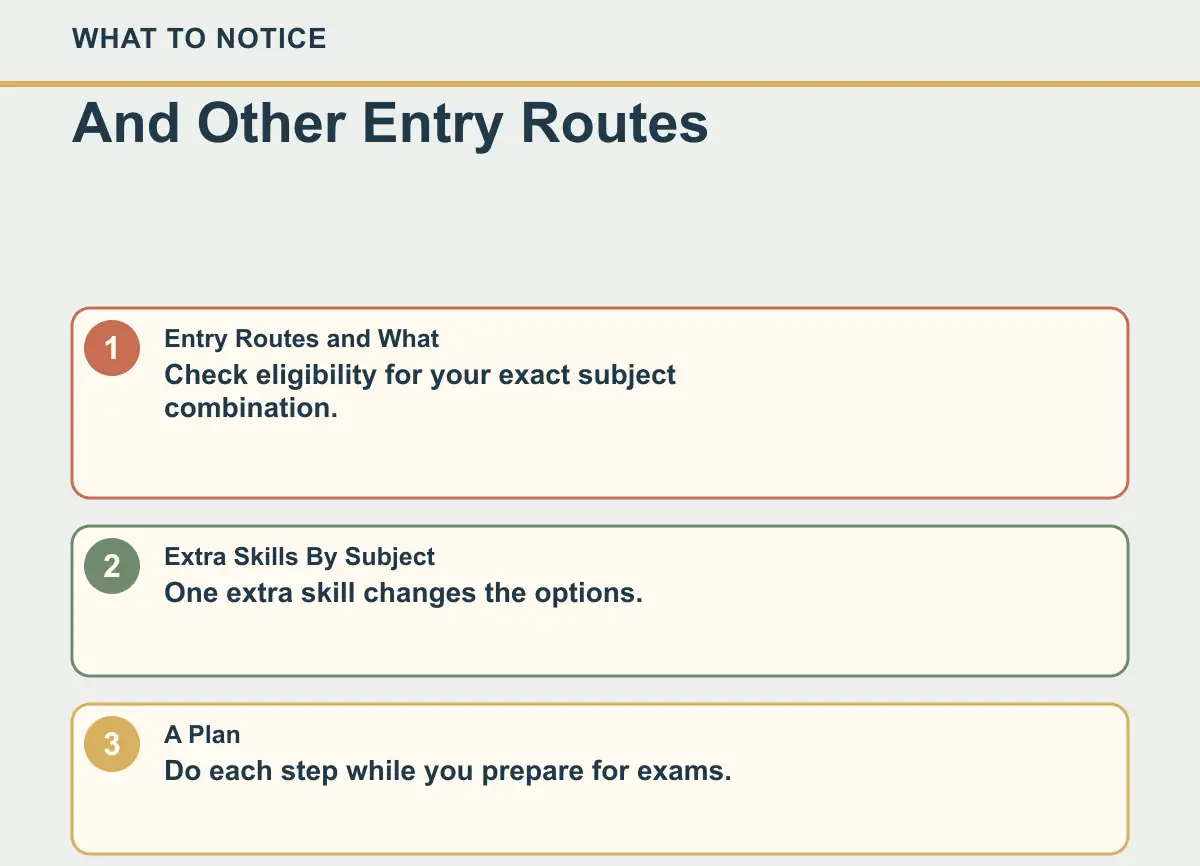 WHAT TO NOTICE
And Other Entry Routes
1
Entry Routes and What
Check eligibility for your exact subject
combination.
2
Extra Skills By Subject
One extra skill changes the options.
3
A Plan
Do each step while you prepare for exams.